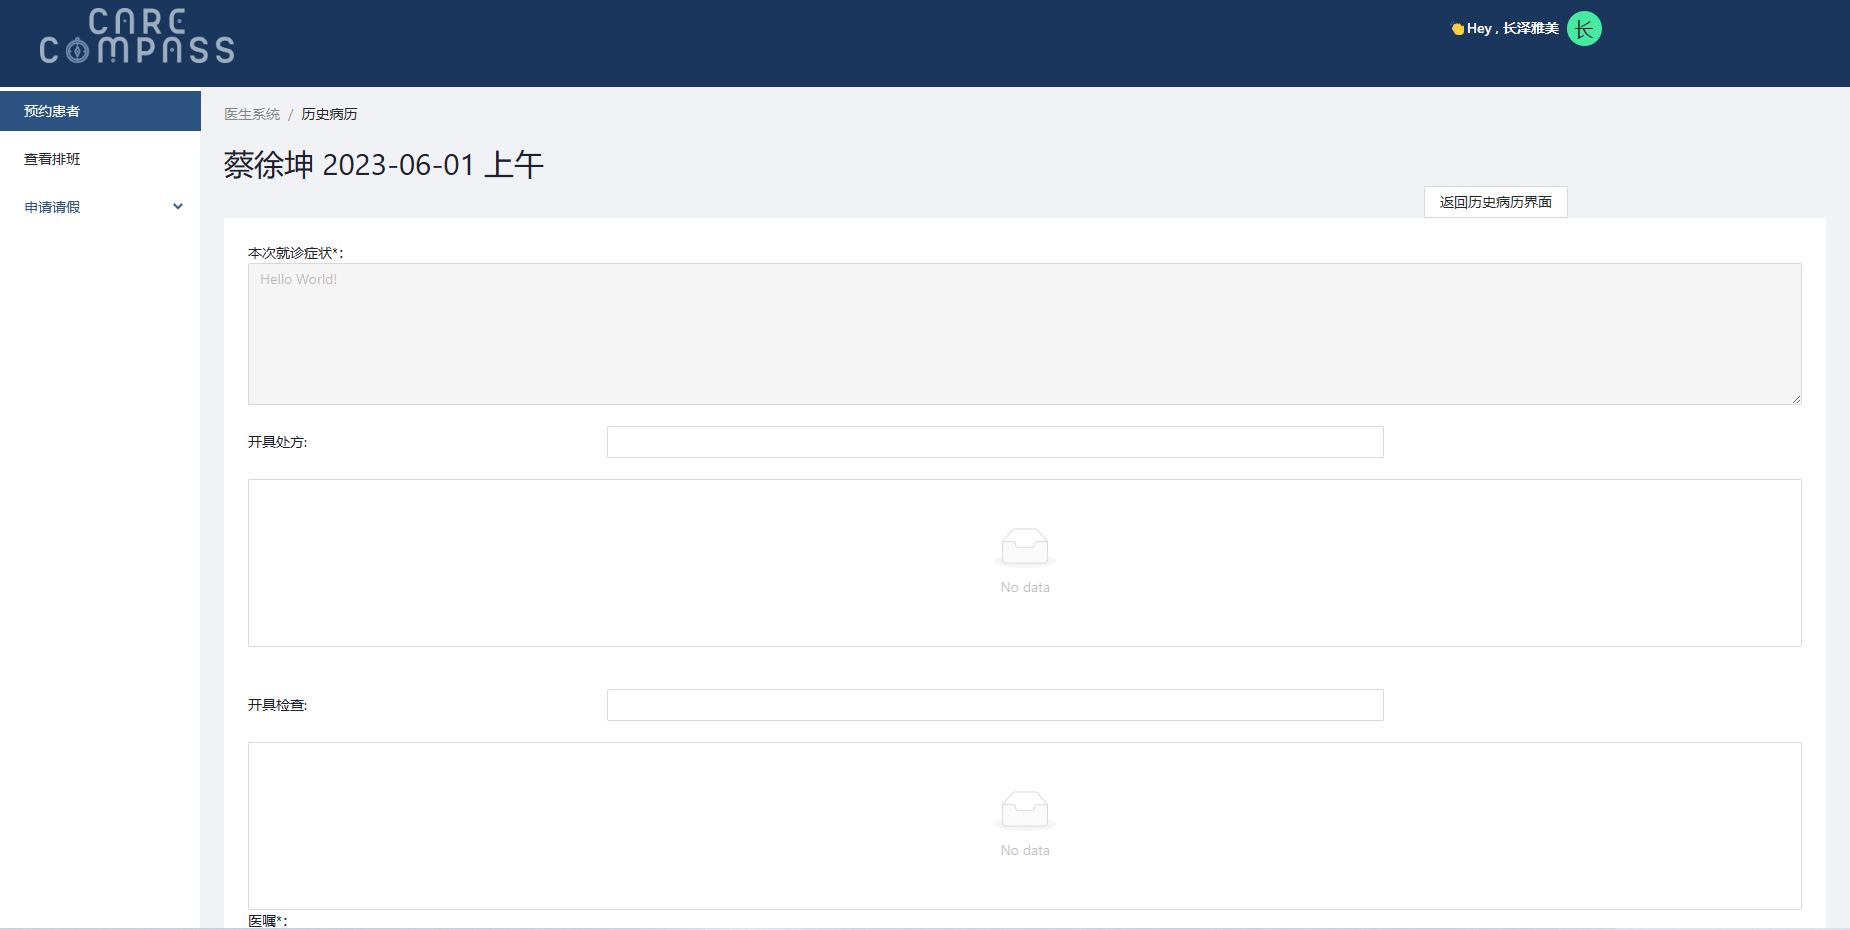 CARE
COMPASS
👏 Hey , 长泽雅美
长
预约患者
查看排班
申请请假
医生系统 / 历史病历
蔡徐坤 2023-06-01 上午
返回历史病历界面
本次就诊症状*:
Hello World!
开具处方:
No data
开具检查:
No data
医嘱*: